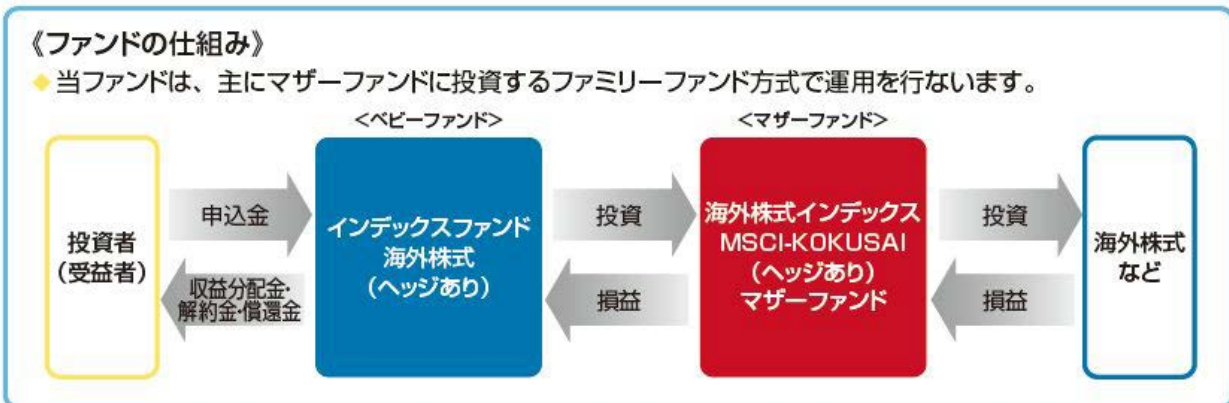 《ファンドの仕組み》
◆当ファンドは、主にマザーファンドに投資するファミリーファンド方式で運用を行ないます。
<ベビーファンド>
<マザーファンド>
投資者
(受益者)
申込金
収益分配金・
解約金・償還金
インデックスファンド
海外株式
(ヘッジあり)
投資
損益
海外株式インデックス
MSCI-KOKUSAI
(ヘッジあり)
マザーファンド
投資
損益
海外株式
など